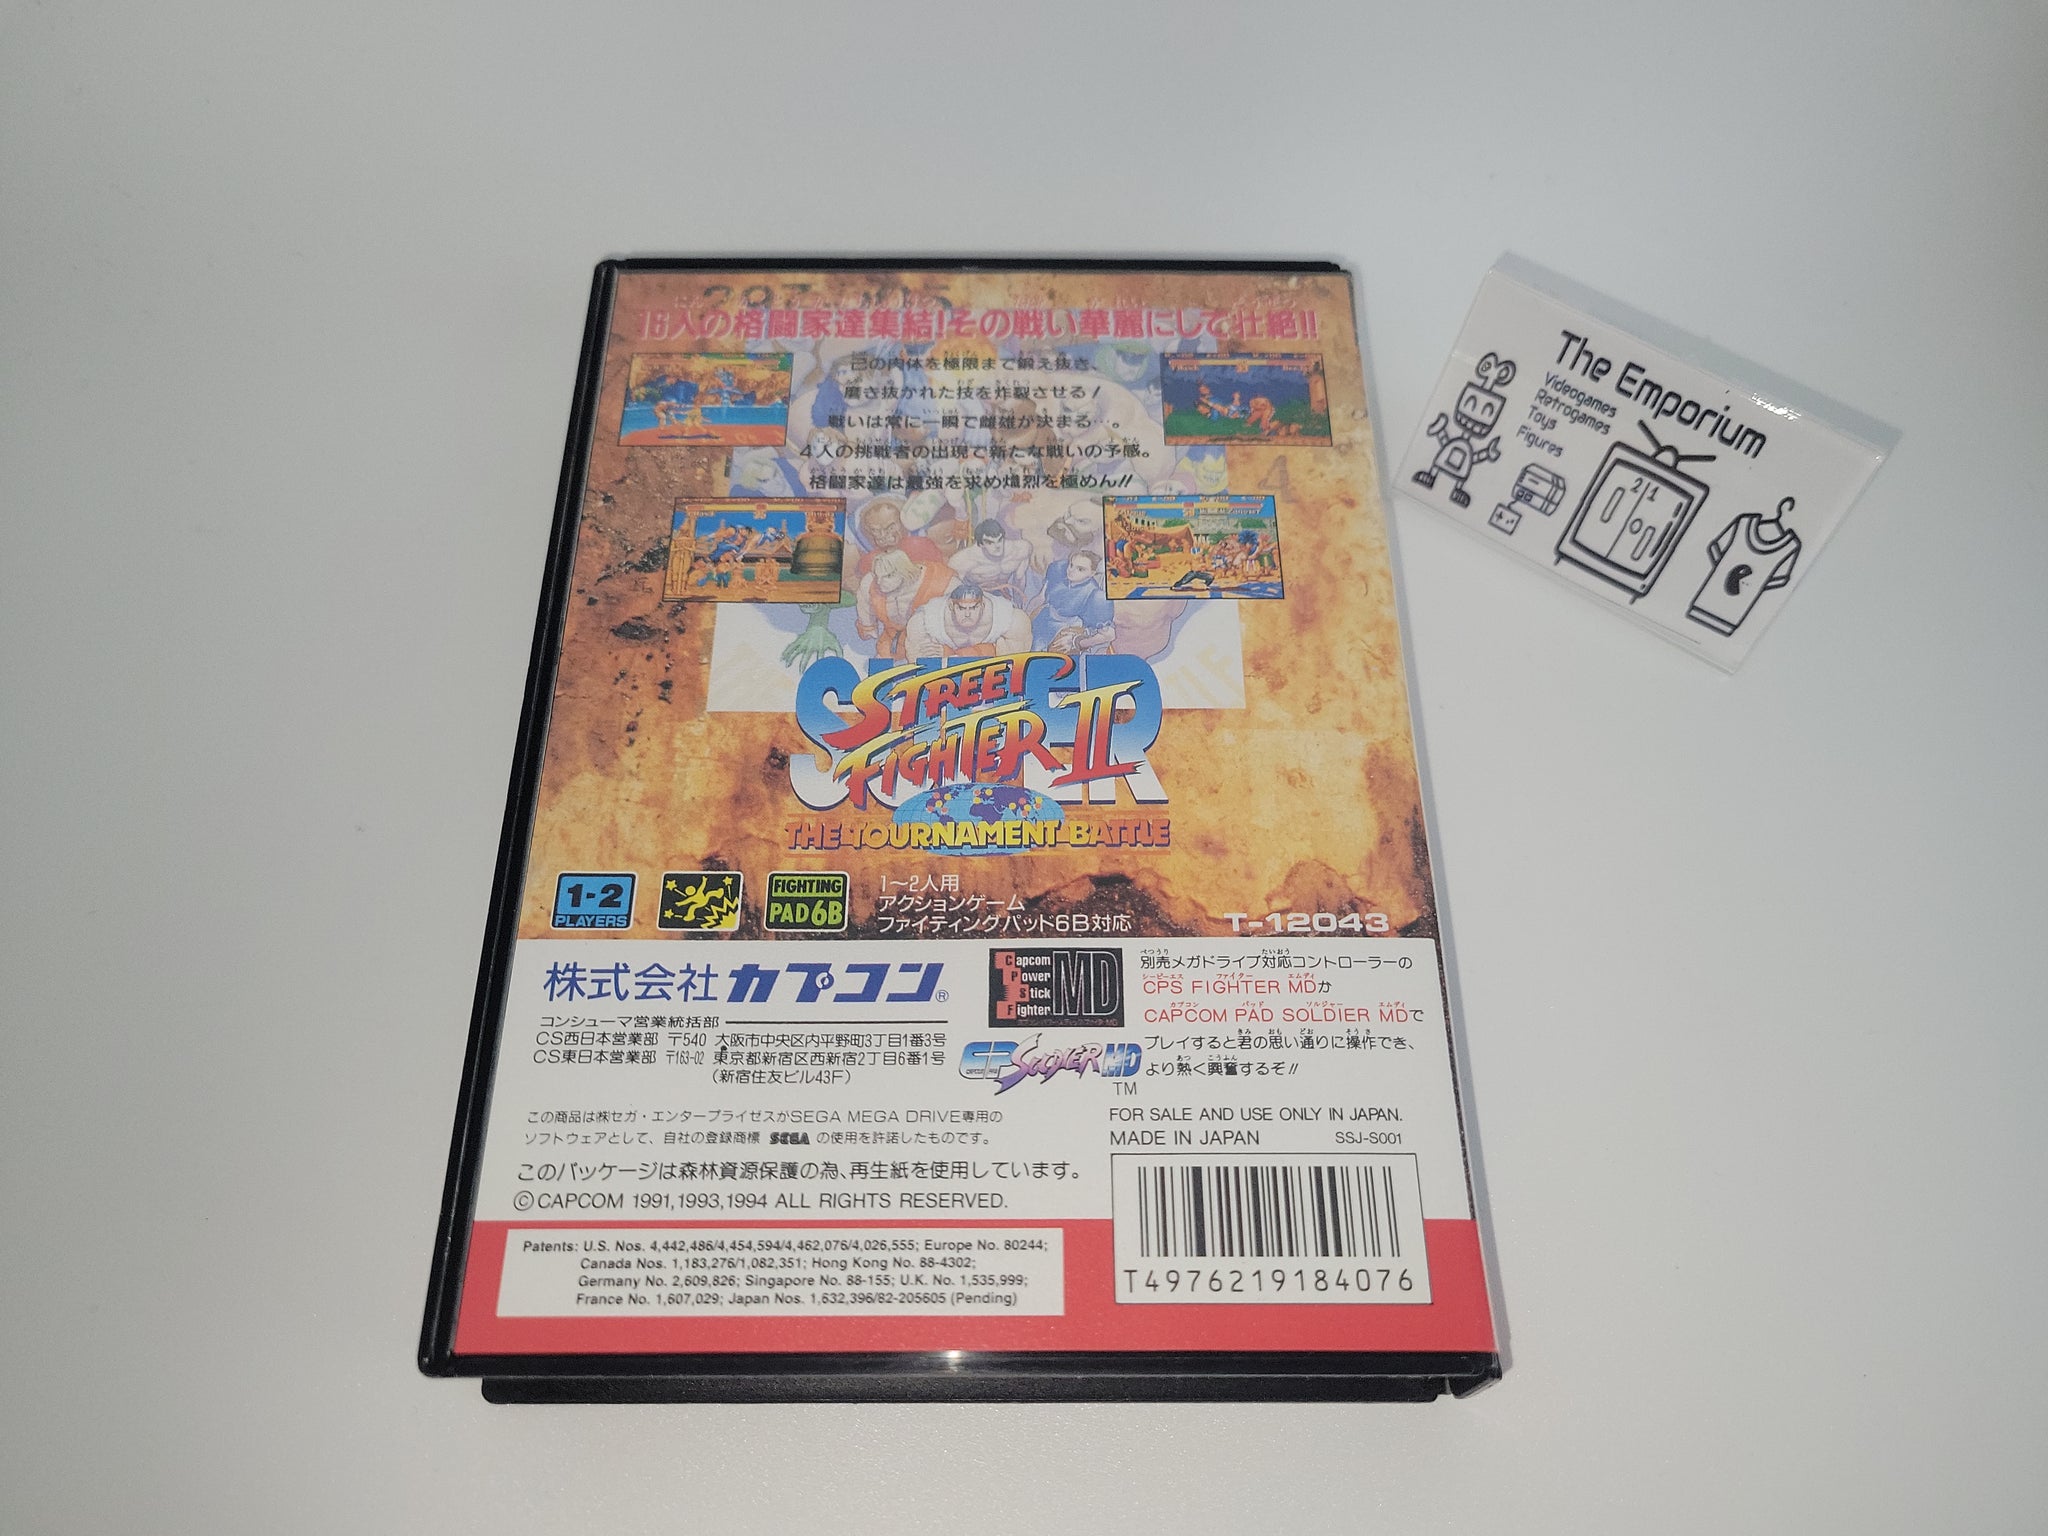 16人の格闘家達集結!その戦い華麗にして壮絶!!
己の肉体を極限まで鍛え抜き、
磨き抜かれた技を炸裂させる!
戦いは常に一瞬で雌雄が決まる…。
4人の挑戦者の出現で新たな戦いの予感。
格闘家達は最強を求め熾烈を極めん!!
SUPER
STREET
FIGHTER II
THE TOURNAMENT BATTLE
1-2
PLAYERS
FIGHTING
PAD 6B
1〜2人用
アクションゲーム
ファイティングパッド6B対応
T-12043
株式会社カプコン®
コンシューマ営業統括部
CS西日本営業部 〒540 大阪市中央区内平野町3丁目1番3号
CS東日本営業部 〒163-02 東京都新宿区西新宿2丁目6番1号
(新宿住友ビル43F)
Capcom
Power
Stick
Fighter
MD
別売メガドライブ対応コントローラーの
CPS FIGHTER MDか
CAPCOM PAD SOLDIER MDで
プレイすると君の思い通りに操作でき、
より熱く興奮するぞ!!
CP SOLDIER MD
TM
この商品は㈱セガ・エンタープライゼスがSEGA MEGA DRIVE専用の
ソフトウェアとして、自社の登録商標 SEGA の使用を許諾したものです。
このパッケージは森林資源保護の為、再生紙を使用しています。
©CAPCOM 1991,1993,1994 ALL RIGHTS RESERVED.
FOR SALE AND USE ONLY IN JAPAN.
MADE IN JAPAN SSJ-S001
T4976219184076
Patents: U.S. Nos. 4,442,486/4,454,594/4,462,076/4,026,555; Europe No. 80244;
Canada Nos. 1,183,276/1,082,351; Hong Kong No. 88-4302;
Germany No. 2,609,826; Singapore No. 88-155; U.K. No. 1,535,999;
France No. 1,607,029; Japan Nos. 1,632,396/82-205605 (Pending)
The Emporium
Videogames
Retrogames
Toys
Figures
2 1